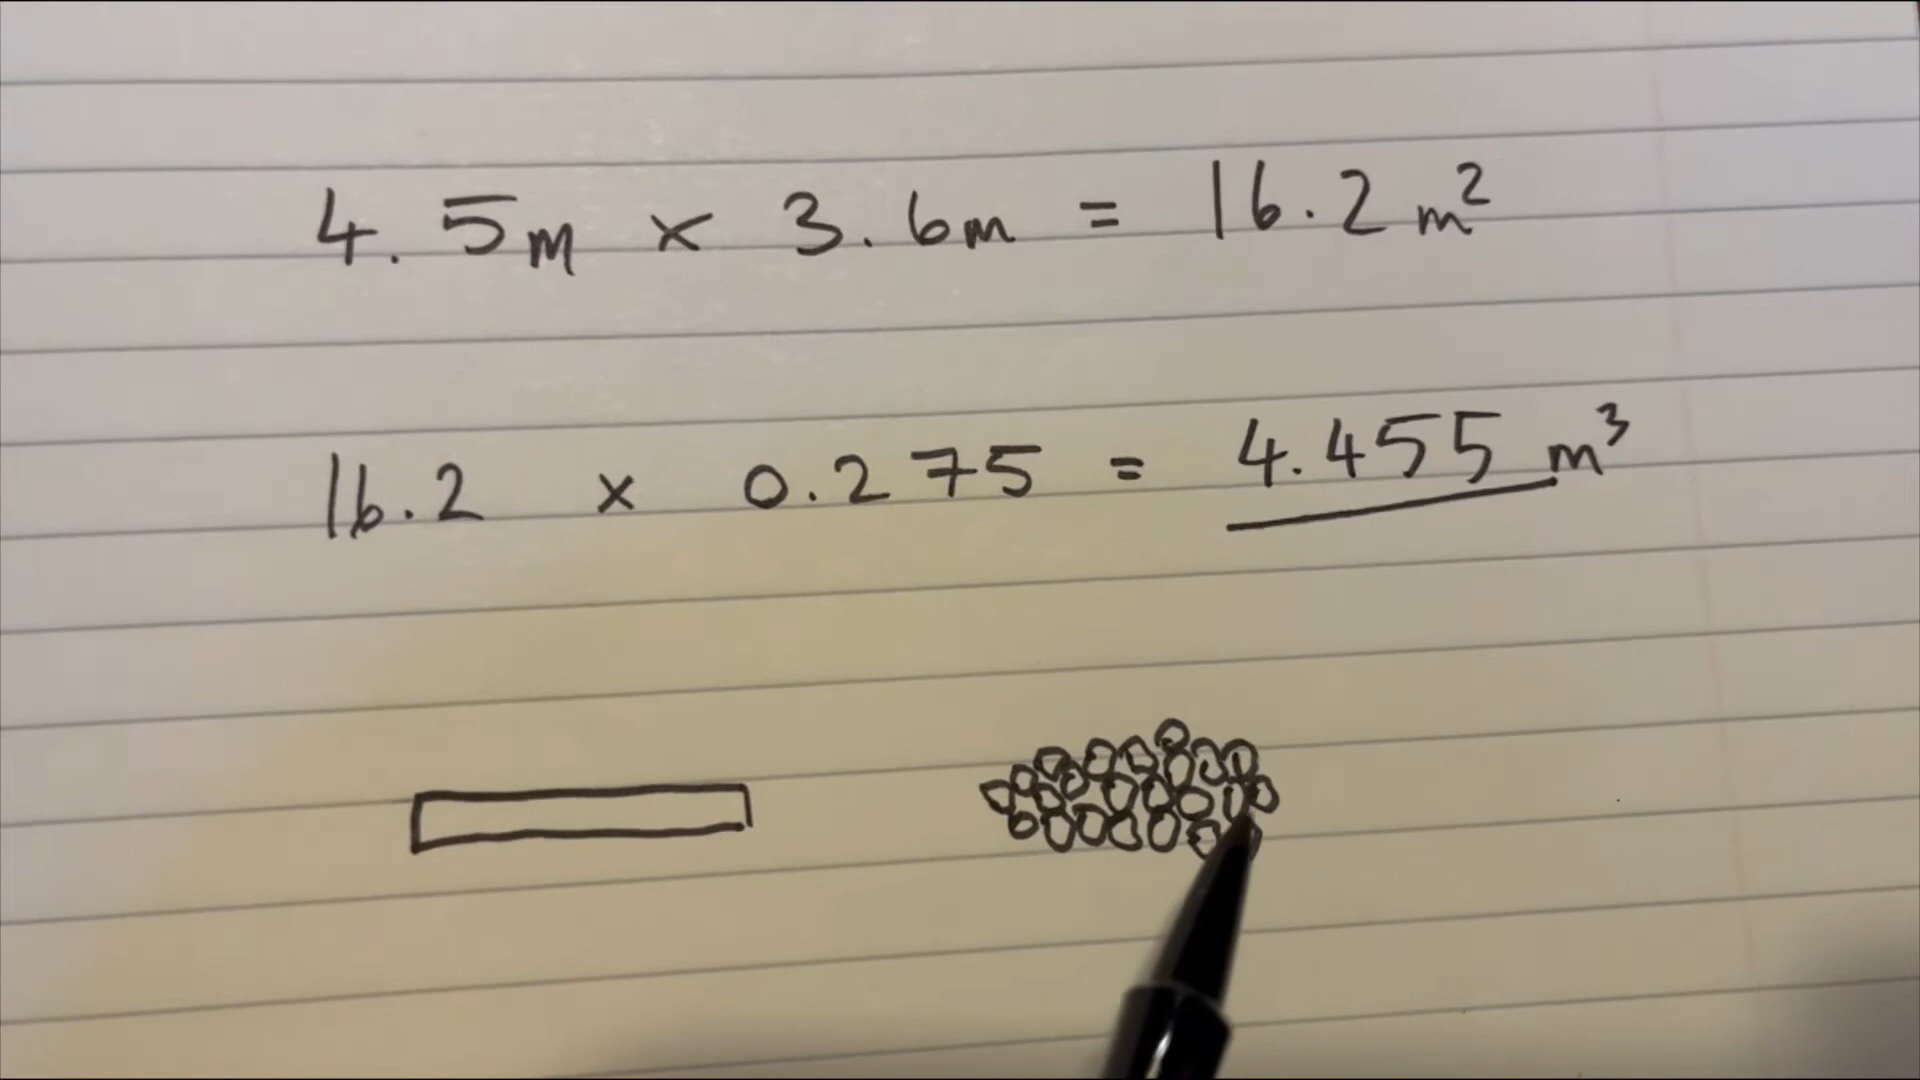 4.5m x 3.6m = 16.2 m²
16.2 x 0.275 = 4.455 m³